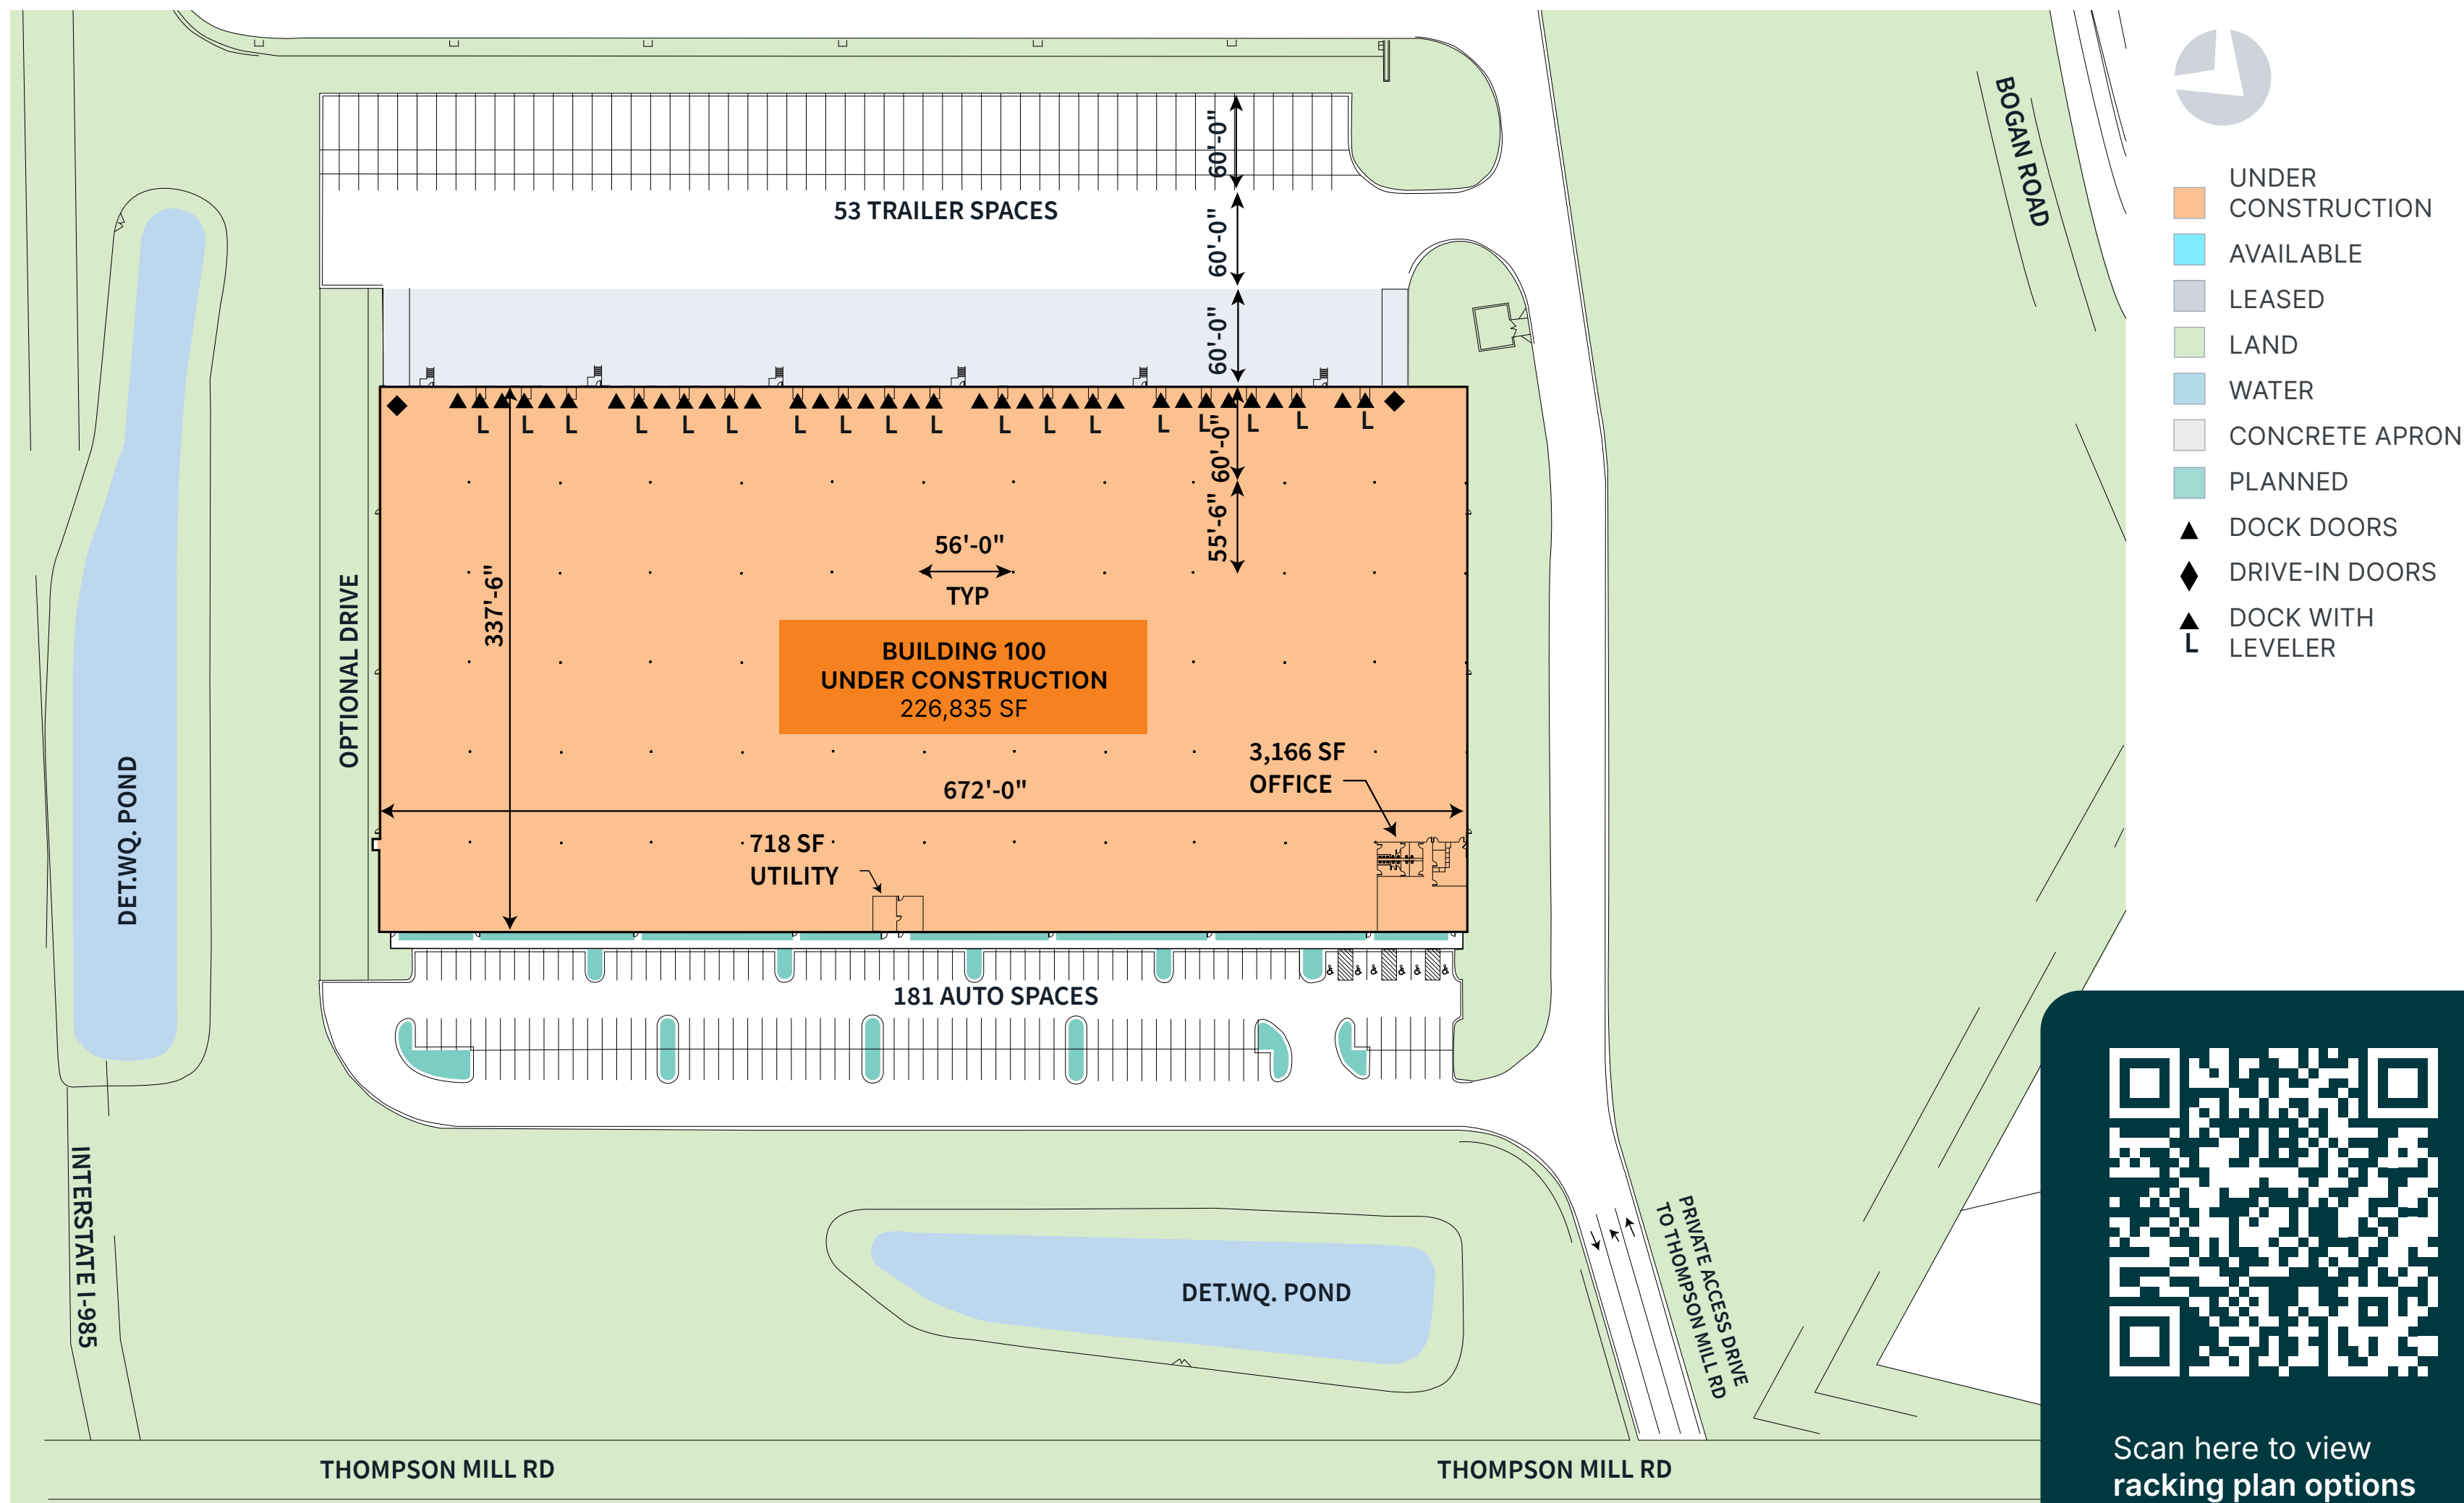 53 TRAILER SPACES
60'-0"
60'-0"
60'-0"
60'-0"
55'-6"
L L L L L L L L L L L L L L L L L L
56'-0"
TYP
337'-6"
OPTIONAL DRIVE
BUILDING 100
UNDER CONSTRUCTION
226,835 SF
3,166 SF
OFFICE
672'-0"
718 SF
UTILITY
181 AUTO SPACES
DET.WQ. POND
DET.WQ. POND
INTERSTATE I-985
BOGAN ROAD
PRIVATE ACCESS DRIVE
TO THOMPSON MILL RD
THOMPSON MILL RD
THOMPSON MILL RD
UNDER
CONSTRUCTION
AVAILABLE
LEASED
LAND
WATER
CONCRETE APRON
PLANNED
DOCK DOORS
DRIVE-IN DOORS
DOCK WITH
L LEVELER
Scan here to view
racking plan options